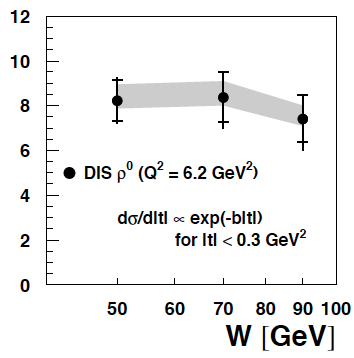 12
10
8
6
● DIS ρ⁰ (Q² = 6.2 GeV²)
4
dσ/d|t| ∝ exp(-b|t|)
2
for |t| < 0.3 GeV²
0
50 60 70 80 90 100
W [GeV]